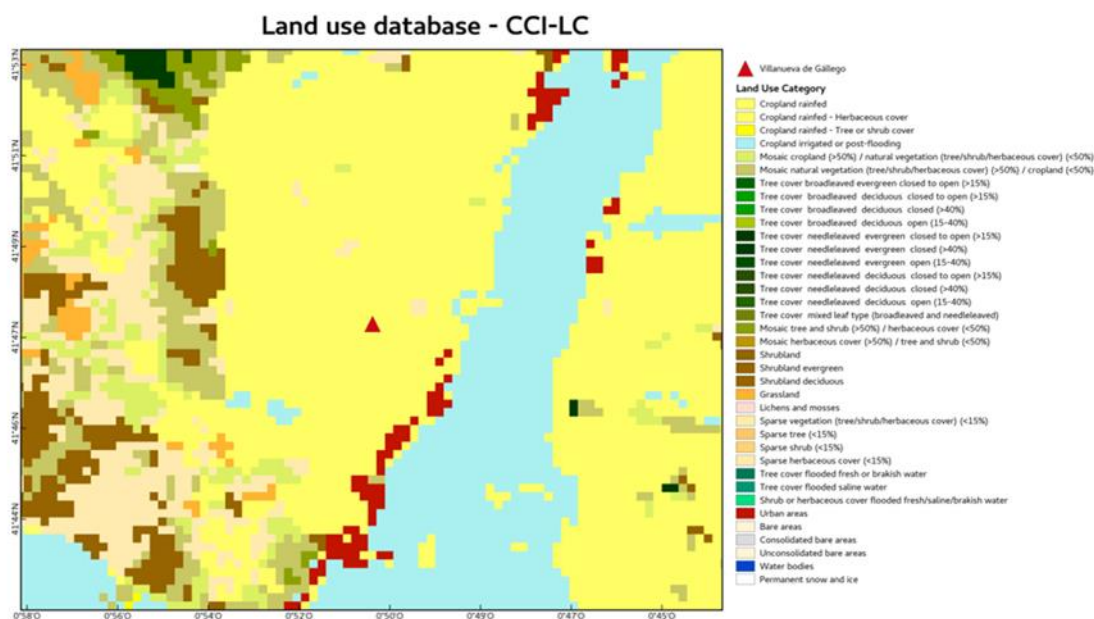 Land use database - CCI-LC
41°53'N
41°51'N
41°49'N
41°47'N
41°46'N
41°44'N
0°58'O
0°56'O
0°54'O
0°52'O
0°50'O
0°49'O
0°47'O
0°45'O
Villanueva de Gállego
Land Use Category
Cropland rainfed
Cropland rainfed - Herbaceous cover
Cropland rainfed - Tree or shrub cover
Cropland irrigated or post-flooding
Mosaic cropland (>50%) / natural vegetation (tree/shrub/herbaceous cover) (<50%)
Mosaic natural vegetation (tree/shrub/herbaceous cover) (>50%) / cropland (<50%)
Tree cover broadleaved evergreen closed to open (>15%)
Tree cover broadleaved deciduous closed to open (>15%)
Tree cover broadleaved deciduous closed (>40%)
Tree cover broadleaved deciduous open (15-40%)
Tree cover needleleaved evergreen closed to open (>15%)
Tree cover needleleaved evergreen closed (>40%)
Tree cover needleleaved evergreen open (15-40%)
Tree cover needleleaved deciduous closed to open (>15%)
Tree cover needleleaved deciduous closed (>40%)
Tree cover needleleaved deciduous open (15-40%)
Tree cover mixed leaf type (broadleaved and needleleaved)
Mosaic tree and shrub (>50%) / herbaceous cover (<50%)
Mosaic herbaceous cover (>50%) / tree and shrub (<50%)
Shrubland
Shrubland evergreen
Shrubland deciduous
Grassland
Lichens and mosses
Sparse vegetation (tree/shrub/herbaceous cover) (<15%)
Sparse tree (<15%)
Sparse shrub (<15%)
Sparse herbaceous cover (<15%)
Tree cover flooded fresh or brakish water
Tree cover flooded saline water
Shrub or herbaceous cover flooded fresh/saline/brakish water
Urban areas
Bare areas
Consolidated bare areas
Unconsolidated bare areas
Water bodies
Permanent snow and ice